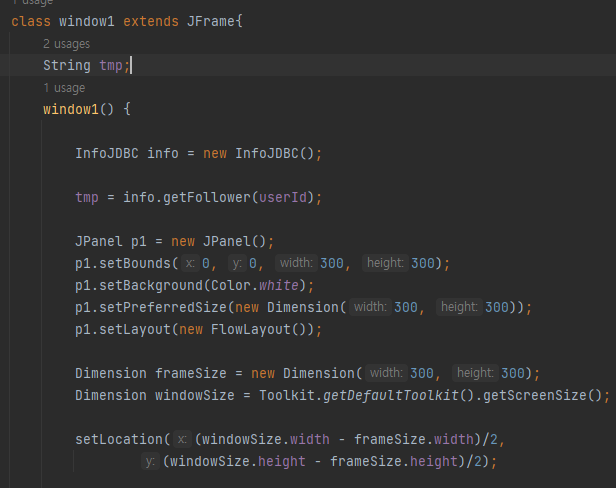 1 usage
class window1 extends JFrame{
2 usages
String tmp;
1 usage
window1() {
InfoJDBC info = new InfoJDBC();
tmp = info.getFollower(userId);
JPanel p1 = new JPanel();
p1.setBounds( x: 0, y: 0, width: 300, height: 300);
p1.setBackground(Color.white);
p1.setPreferredSize(new Dimension( width: 300, height: 300));
p1.setLayout(new FlowLayout());
Dimension frameSize = new Dimension( width: 300, height: 300);
Dimension windowSize = Toolkit.getDefaultToolkit().getScreenSize();
setLocation( x: (windowSize.width - frameSize.width)/2,
y: (windowSize.height - frameSize.height)/2);